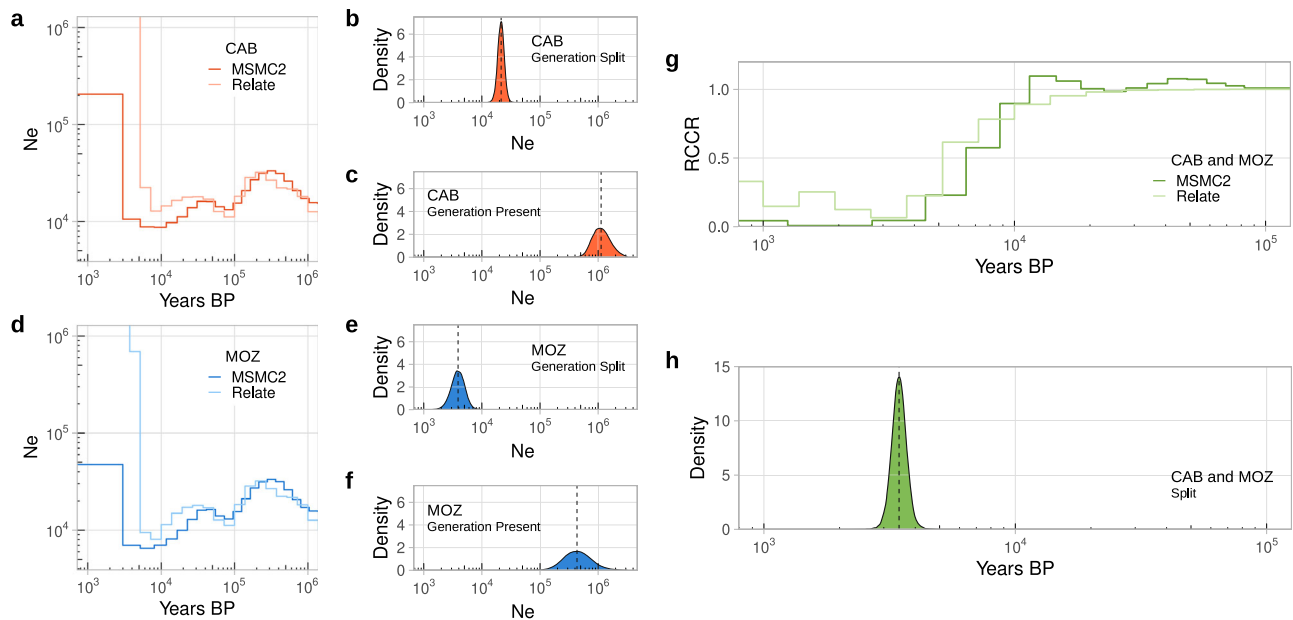 a
10^6
10^5
10^4
Ne
CAB
MSMC2
Relate
10^3 10^4 10^5 10^6
Years BP
b
6
4
2
0
Density
CAB
Generation Split
10^3 10^4 10^5 10^6
Ne
c
6
4
2
0
Density
CAB
Generation Present
10^3 10^4 10^5 10^6
Ne
d
10^6
10^5
10^4
Ne
MOZ
MSMC2
Relate
10^3 10^4 10^5 10^6
Years BP
e
6
4
2
0
Density
MOZ
Generation Split
10^3 10^4 10^5 10^6
Ne
f
6
4
2
0
Density
MOZ
Generation Present
10^3 10^4 10^5 10^6
Ne
g
1.0
0.5
0.0
RCCR
CAB and MOZ
MSMC2
Relate
10^3 10^4 10^5
Years BP
h
15
10
5
0
Density
CAB and MOZ
Split
10^3 10^4 10^5
Years BP